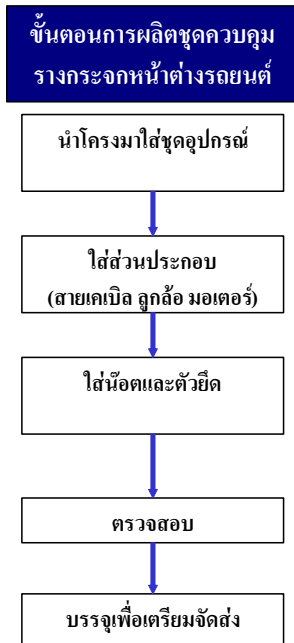 ขั้นตอนการผลิตชุดควบคุม
รางกระจกหน้าต่างรถยนต์
นำโครงมาใส่ชุดอุปกรณ์
ใส่ส่วนประกอบ
(สายเคเบิล ลูกล้อ มอเตอร์)
ใส่น๊อตและตัวยึด
ตรวจสอบ
บรรจุเพื่อเตรียมจัดส่ง